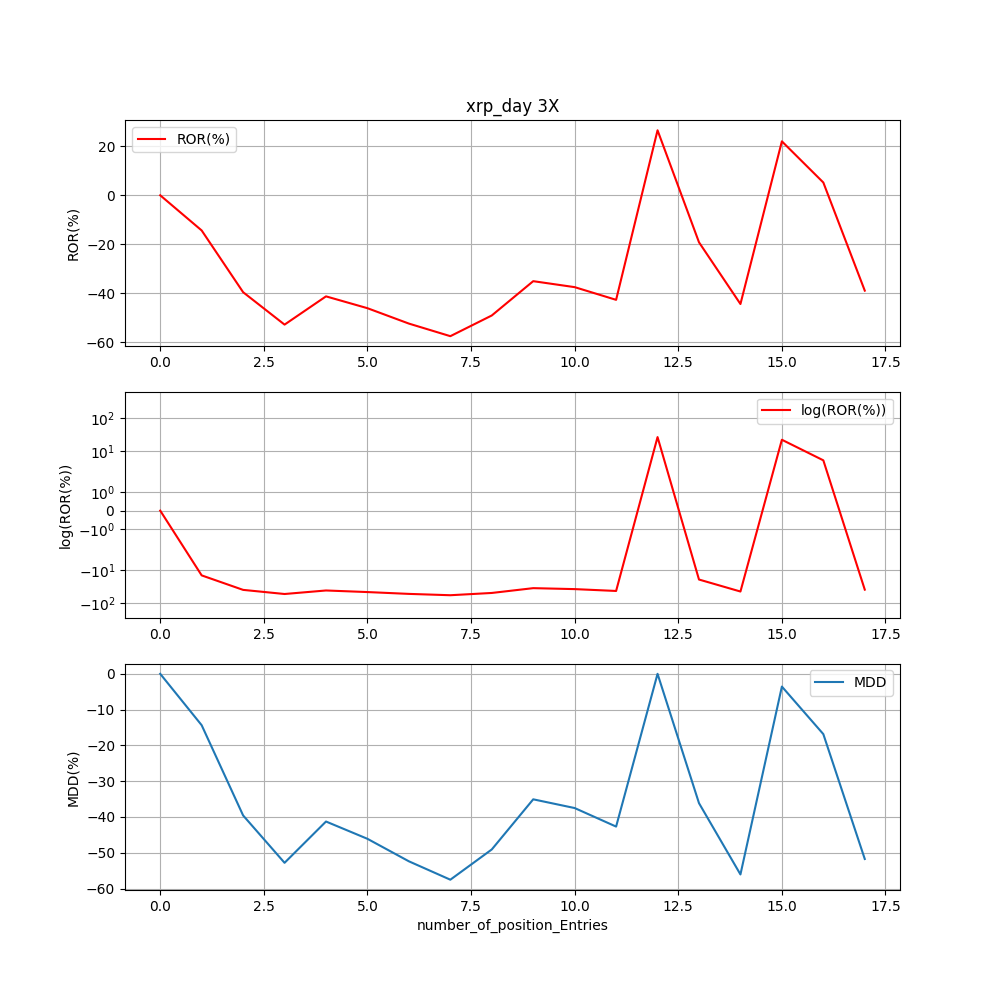 xrp_day 3X
ROR(%)
ROR(%)
20
0
−20
−40
−60
0.0 2.5 5.0 7.5 10.0 12.5 15.0 17.5
log(ROR(%))
log(ROR(%))
10²
10¹
10⁰
0
−10⁰
−10¹
−10²
0.0 2.5 5.0 7.5 10.0 12.5 15.0 17.5
MDD
MDD(%)
0
−10
−20
−30
−40
−50
−60
0.0 2.5 5.0 7.5 10.0 12.5 15.0 17.5
number_of_position_Entries